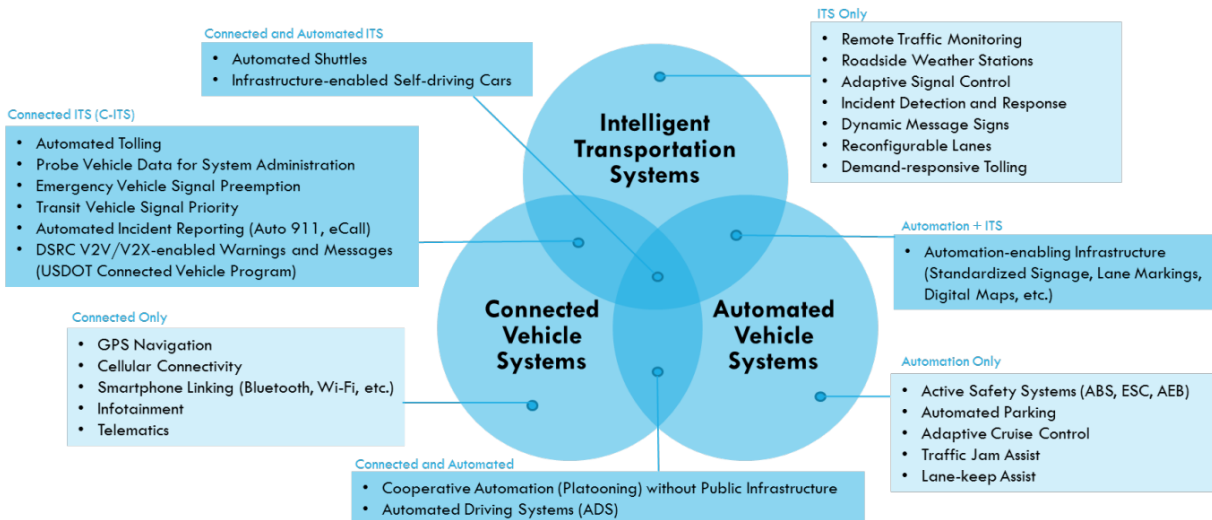 Connected and Automated ITS
• Automated Shuttles
• Infrastructure-enabled Self-driving Cars
ITS Only
• Remote Traffic Monitoring
• Roadside Weather Stations
• Adaptive Signal Control
• Incident Detection and Response
• Dynamic Message Signs
• Reconfigurable Lanes
• Demand-responsive Tolling
Connected ITS (C-ITS)
• Automated Tolling
• Probe Vehicle Data for System Administration
• Emergency Vehicle Signal Preemption
• Transit Vehicle Signal Priority
• Automated Incident Reporting (Auto 911, eCall)
• DSRC V2V/V2X-enabled Warnings and Messages
(USDOT Connected Vehicle Program)
Intelligent
Transportation
Systems
Automation + ITS
• Automation-enabling Infrastructure
(Standardized Signage, Lane Markings,
Digital Maps, etc.)
Connected Only
• GPS Navigation
• Cellular Connectivity
• Smartphone Linking (Bluetooth, Wi-Fi, etc.)
• Infotainment
• Telematics
Connected
Vehicle
Systems
Automated
Vehicle
Systems
Automation Only
• Active Safety Systems (ABS, ESC, AEB)
• Automated Parking
• Adaptive Cruise Control
• Traffic Jam Assist
• Lane-keep Assist
Connected and Automated
• Cooperative Automation (Platooning) without Public Infrastructure
• Automated Driving Systems (ADS)